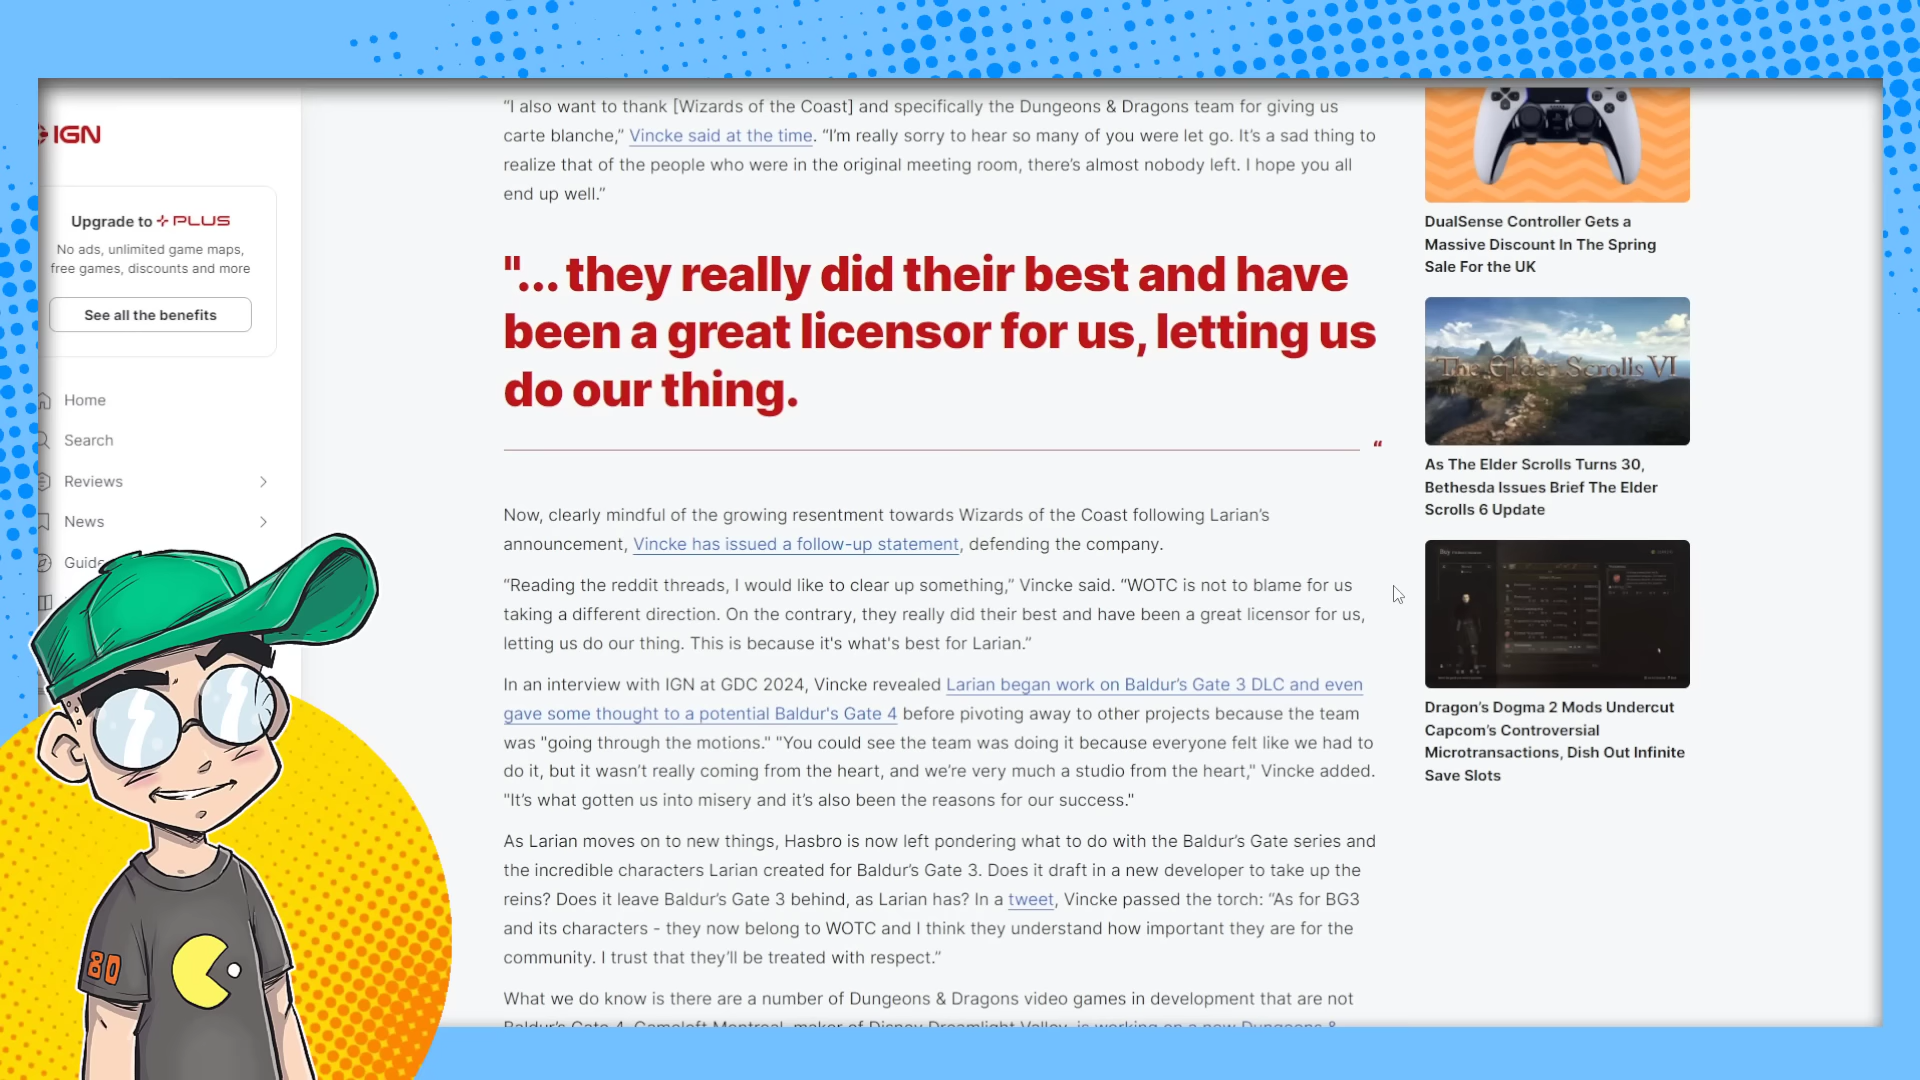 IGN
Upgrade to PLUS
No ads, unlimited game maps,
free games, discounts and more
See all the benefits
Home
Search
Reviews
News
Guide
80
“I also want to thank [Wizards of the Coast] and specifically the Dungeons & Dragons team for giving us
carte blanche,” Vincke said at the time. “I’m really sorry to hear so many of you were let go. It’s a sad thing to
realize that of the people who were in the original meeting room, there’s almost nobody left. I hope you all
end up well.”
"... they really did their best and have
been a great licensor for us, letting us
do our thing.
“
Now, clearly mindful of the growing resentment towards Wizards of the Coast following Larian’s
announcement, Vincke has issued a follow-up statement, defending the company.
“Reading the reddit threads, I would like to clear up something,” Vincke said. “WOTC is not to blame for us
taking a different direction. On the contrary, they really did their best and have been a great licensor for us,
letting us do our thing. This is because it's what's best for Larian.”
In an interview with IGN at GDC 2024, Vincke revealed Larian began work on Baldur’s Gate 3 DLC and even
gave some thought to a potential Baldur's Gate 4 before pivoting away to other projects because the team
was "going through the motions." "You could see the team was doing it because everyone felt like we had to
do it, but it wasn’t really coming from the heart, and we’re very much a studio from the heart," Vincke added.
"It’s what gotten us into misery and it’s also been the reasons for our success."
As Larian moves on to new things, Hasbro is now left pondering what to do with the Baldur’s Gate series and
the incredible characters Larian created for Baldur’s Gate 3. Does it draft in a new developer to take up the
reins? Does it leave Baldur’s Gate 3 behind, as Larian has? In a tweet, Vincke passed the torch: “As for BG3
and its characters - they now belong to WOTC and I think they understand how important they are for the
community. I trust that they’ll be treated with respect.”
What we do know is there are a number of Dungeons & Dragons video games in development that are not
Baldur’s Gate 4. Gameloft Montreal, maker of Disney Dreamlight Valley, is working on a new Dungeons &
DualSense Controller Gets a
Massive Discount In The Spring
Sale For the UK
The Elder Scrolls VI
As The Elder Scrolls Turns 30,
Bethesda Issues Brief The Elder
Scrolls 6 Update
Dragon’s Dogma 2 Mods Undercut
Capcom’s Controversial
Microtransactions, Dish Out Infinite
Save Slots